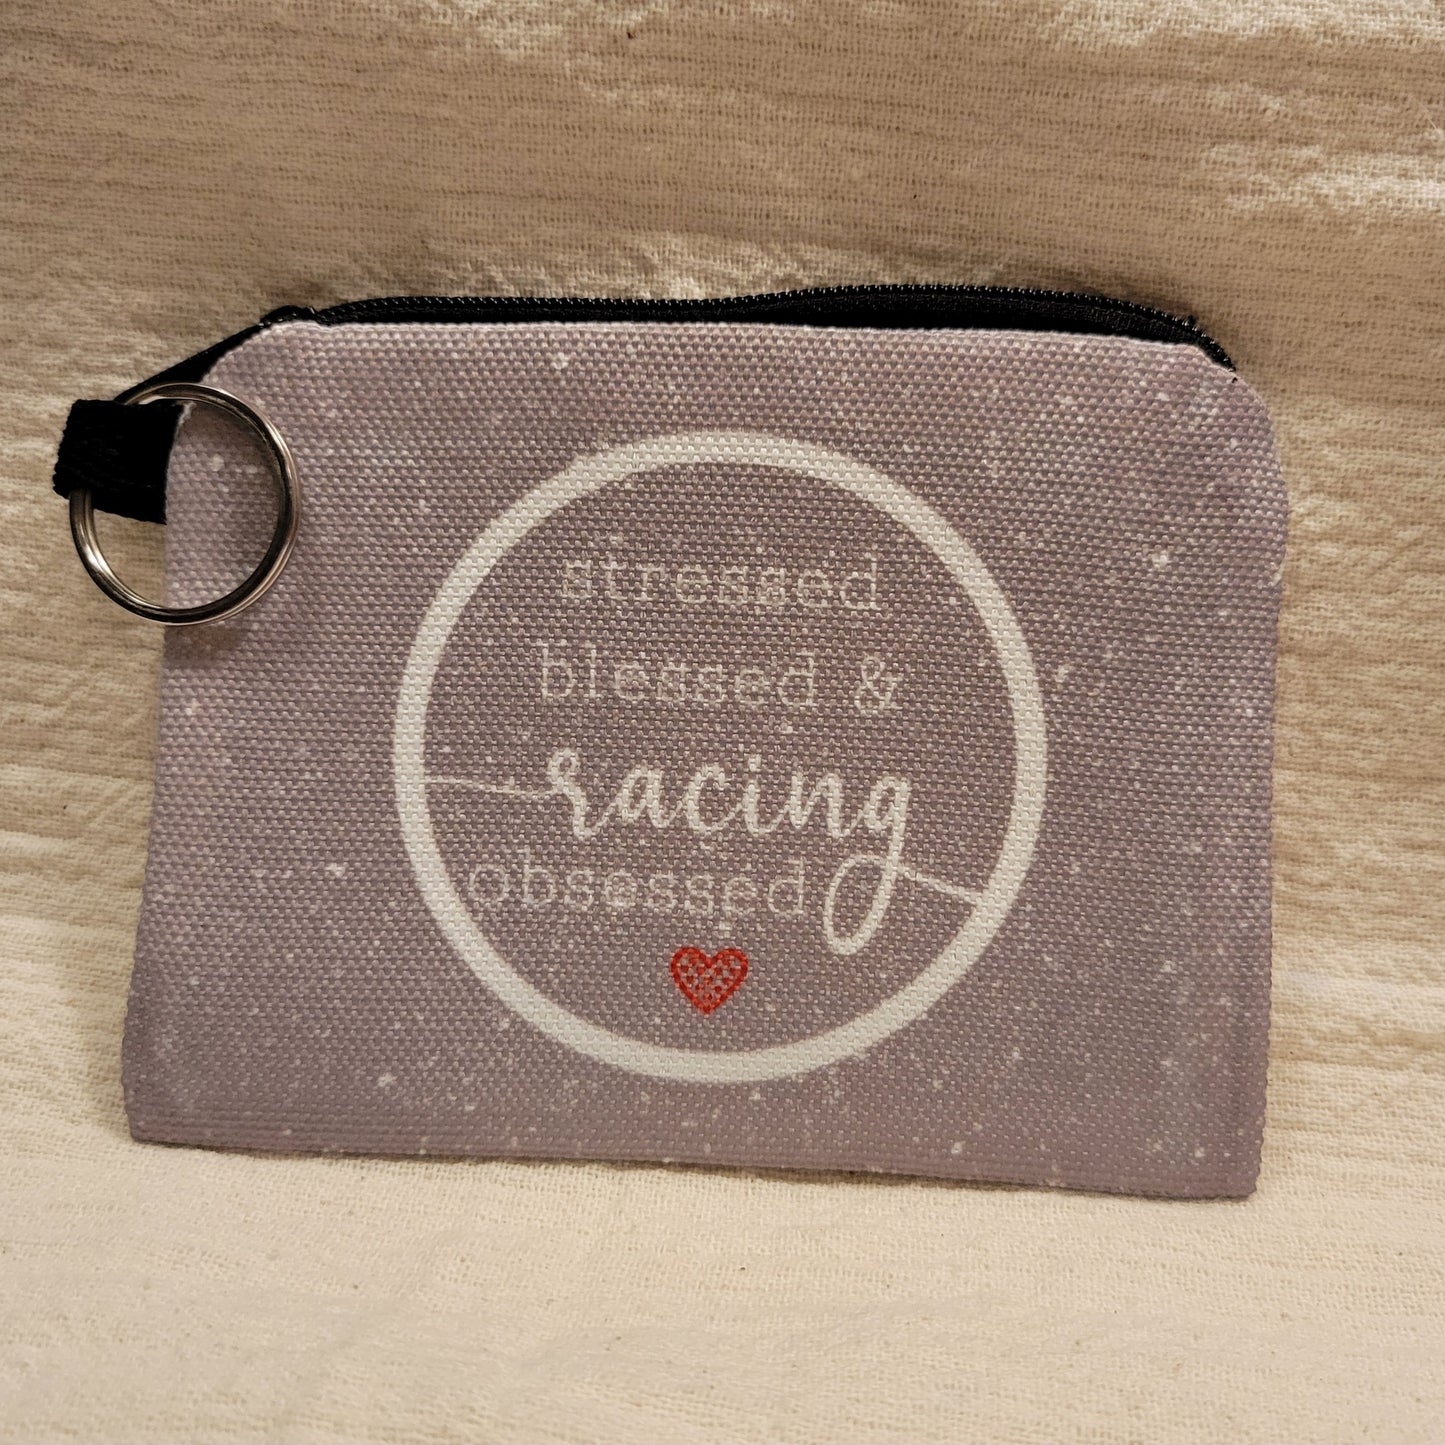 stressed
blessed &
racing
obsessed